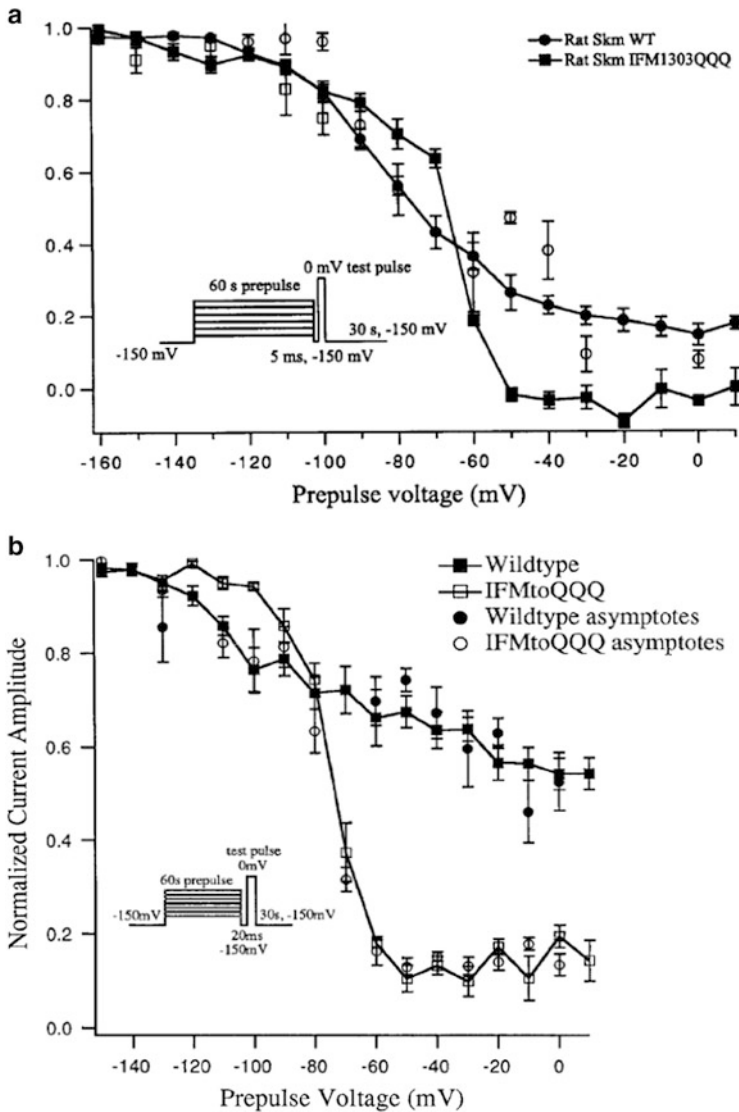 a
1.0
0.8
0.6
0.4
0.2
0.0
Rat Skm WT
Rat Skm IFM1303QQQ
0 mV test pulse
60 s prepulse
30 s, -150 mV
-150 mV
5 ms, -150 mV
-160 -140 -120 -100 -80 -60 -40 -20 0
Prepulse voltage (mV)
b
Normalized Current Amplitude
1.0
0.8
0.6
0.4
0.2
0.0
Wildtype
IFMtoQQQ
Wildtype asymptotes
IFMtoQQQ asymptotes
test pulse
0mV
60s prepulse
-150mV
30s, -150mV
20ms
-150mV
-140 -120 -100 -80 -60 -40 -20 0
Prepulse Voltage (mV)